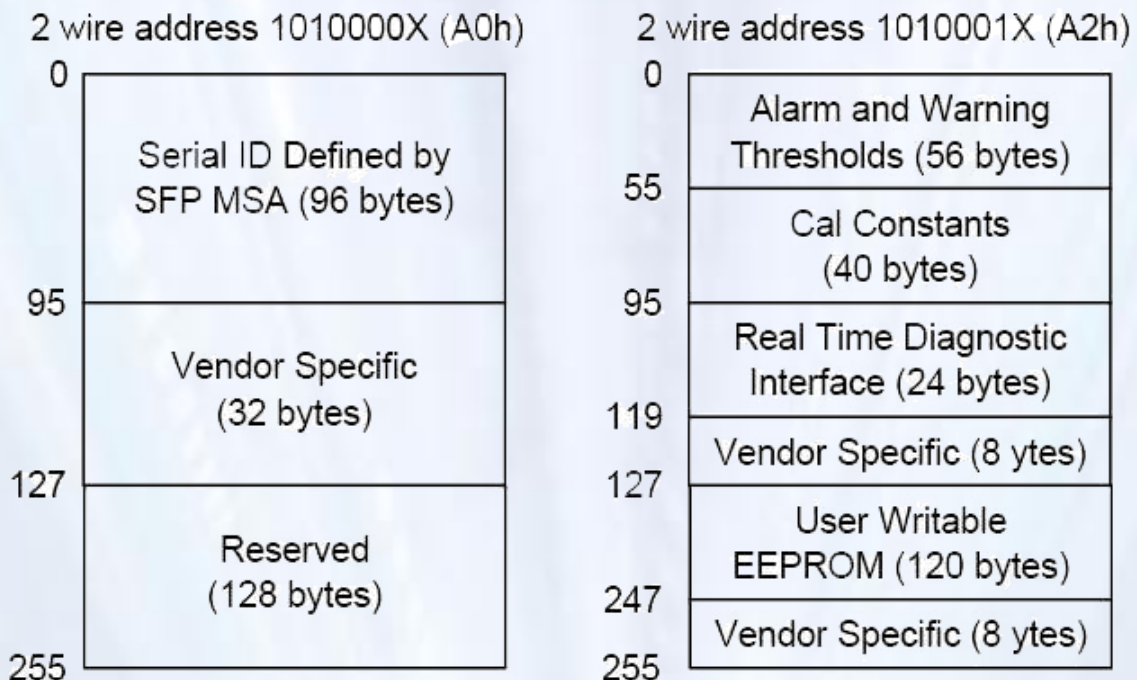 2 wire address 1010000X (A0h)
0
Serial ID Defined by
SFP MSA (96 bytes)
95
Vendor Specific
(32 bytes)
127
Reserved
(128 bytes)
255
2 wire address 1010001X (A2h)
0
Alarm and Warning
Thresholds (56 bytes)
55
Cal Constants
(40 bytes)
95
Real Time Diagnostic
Interface (24 bytes)
119
Vendor Specific (8 ytes)
127
User Writable
EEPROM (120 bytes)
247
Vendor Specific (8 ytes)
255